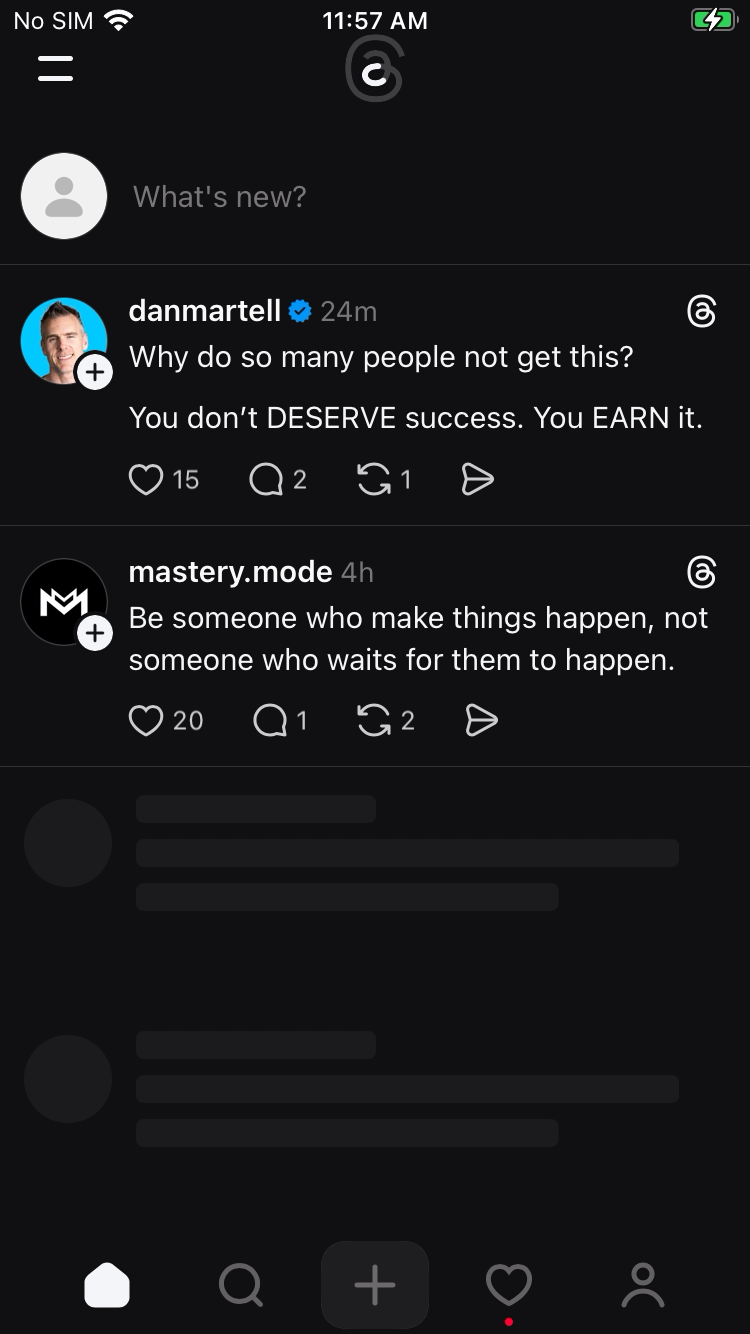 No SIM 11:57 AM
What's new?
danmartell 24m
Why do so many people not get this?
You don’t DESERVE success. You EARN it.
15 2 1
mastery.mode 4h
Be someone who make things happen, not
someone who waits for them to happen.
20 1 2